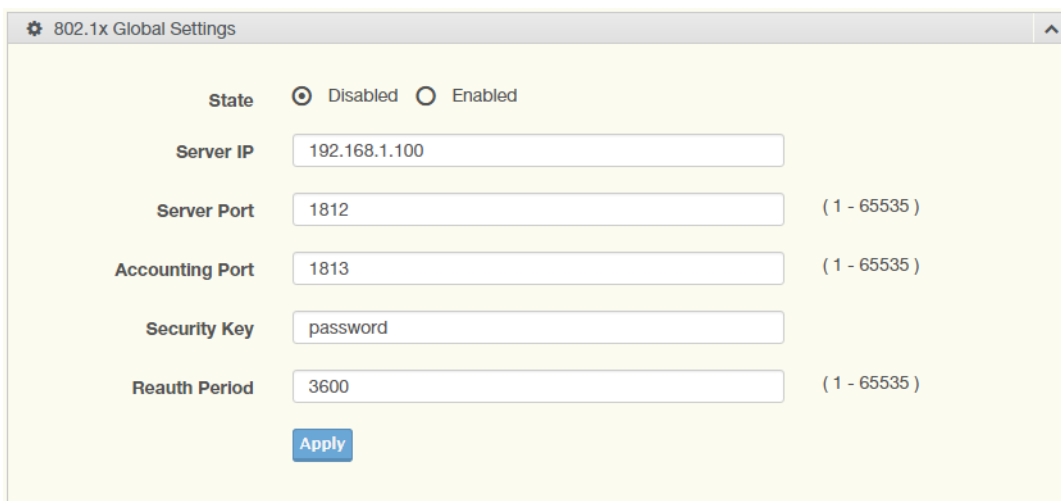 802.1x Global Settings
State Disabled Enabled
Server IP 192.168.1.100
Server Port 1812 ( 1 - 65535 )
Accounting Port 1813 ( 1 - 65535 )
Security Key password
Reauth Period 3600 ( 1 - 65535 )
Apply